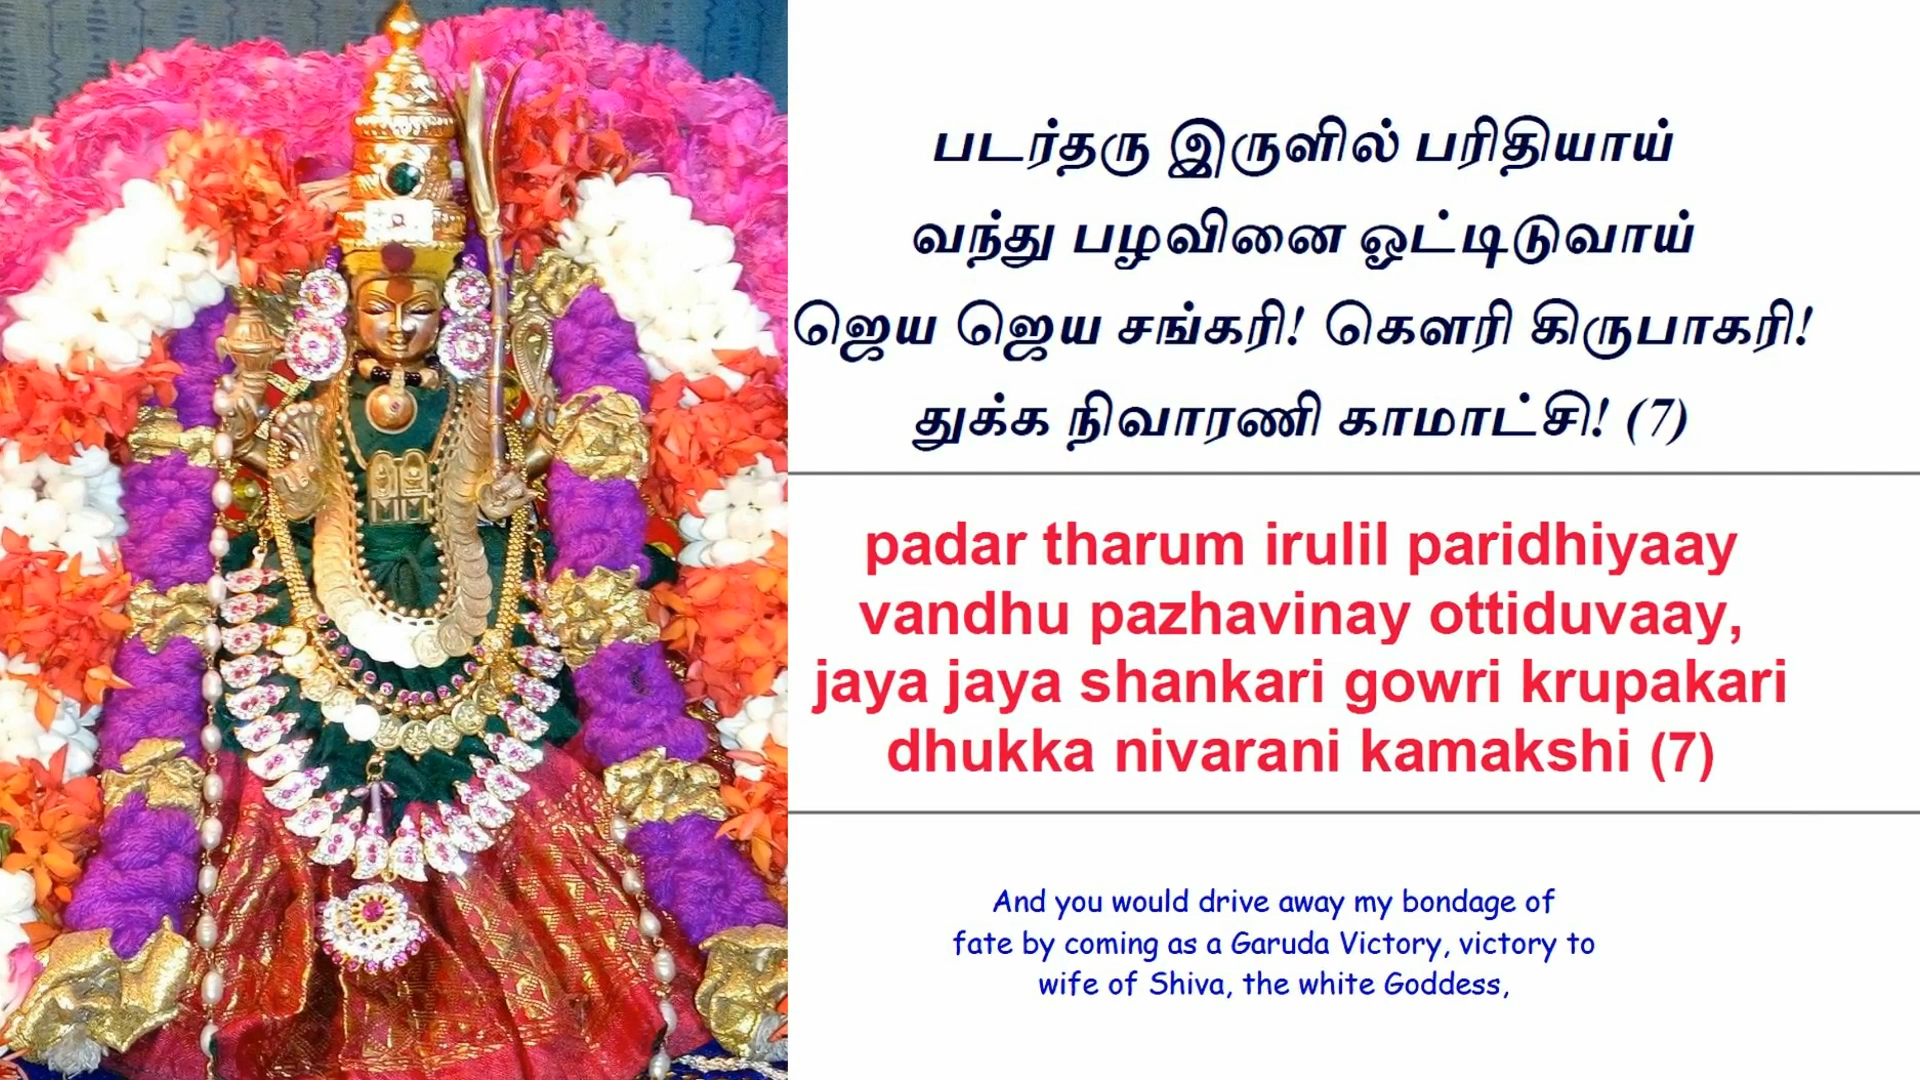 படர்தரு இருளில் பரிதியாய்
வந்து பழவினை ஓட்டிடுவாய்
ஜெய ஜெய சங்கரி! கௌரி கிருபாகரி!
துக்க நிவாரணி காமாட்சி! (7)
padar tharum irulil paridhiyaay
vandhu pazhavinay ottiduvaay,
jaya jaya shankari gowri krupakari
dhukka nivarani kamakshi (7)
And you would drive away my bondage of
fate by coming as a Garuda Victory, victory to
wife of Shiva, the white Goddess,